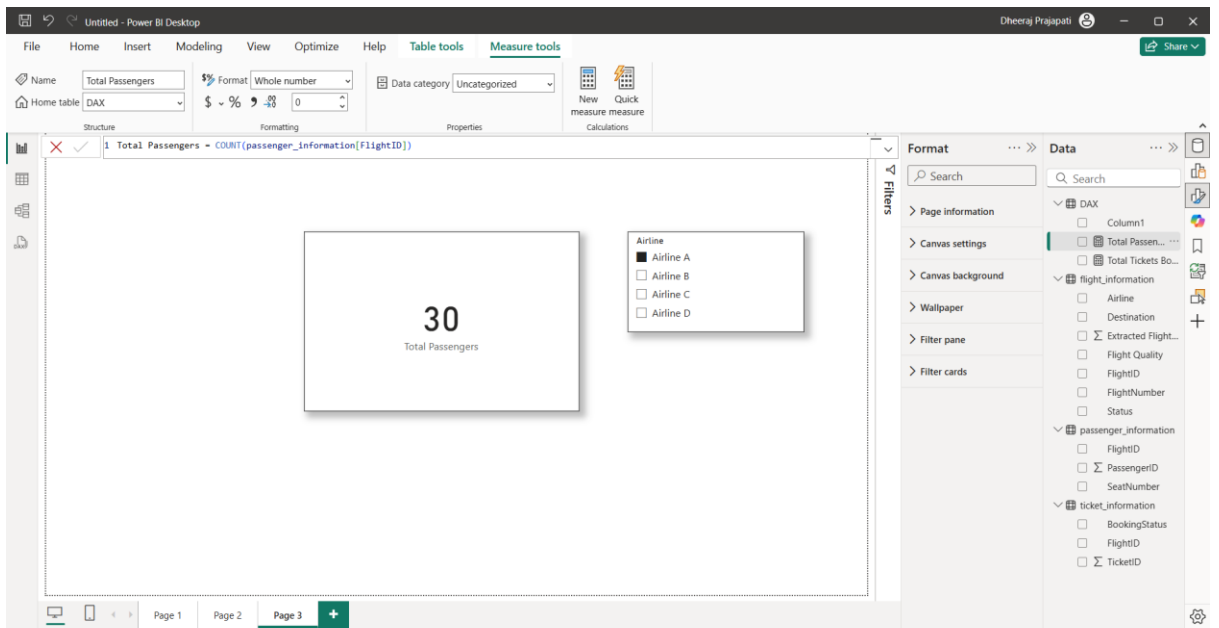 Untitled - Power BI Desktop
Dheeraj Prajapati
File Home Insert Modeling View Optimize Help Table tools Measure tools
Share
Name Total Passengers
Home table DAX
Structure
$% Format Whole number
$ % 9 .00 0
Formatting
Data category Uncategorized
Properties
New measure
Quick measure
Calculations
1 Total Passengers = COUNT(passenger_information[FlightID])
30
Total Passengers
Airline
Airline A
Airline B
Airline C
Airline D
Filters
Format
Search
Page information
Canvas settings
Canvas background
Wallpaper
Filter pane
Filter cards
Data
Search
DAX
Column1
Total Passen...
Total Tickets Bo...
flight_information
Airline
Destination
Σ Extracted Flight...
Flight Quality
FlightID
FlightNumber
Status
passenger_information
FlightID
Σ PassengerID
SeatNumber
ticket_information
BookingStatus
FlightID
Σ TicketID
Page 1 Page 2 Page 3 +